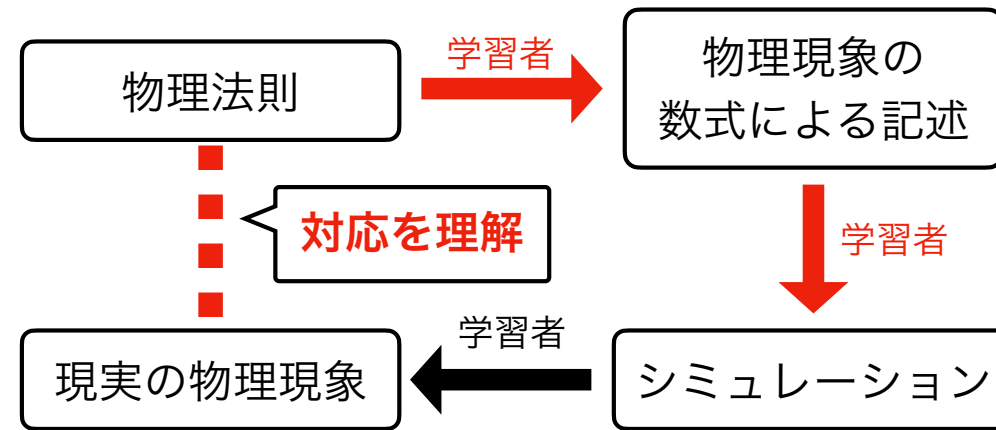 物理法則
学習者
物理現象の
数式による記述
対応を理解
学習者
現実の物理現象
学習者
シミュレーション